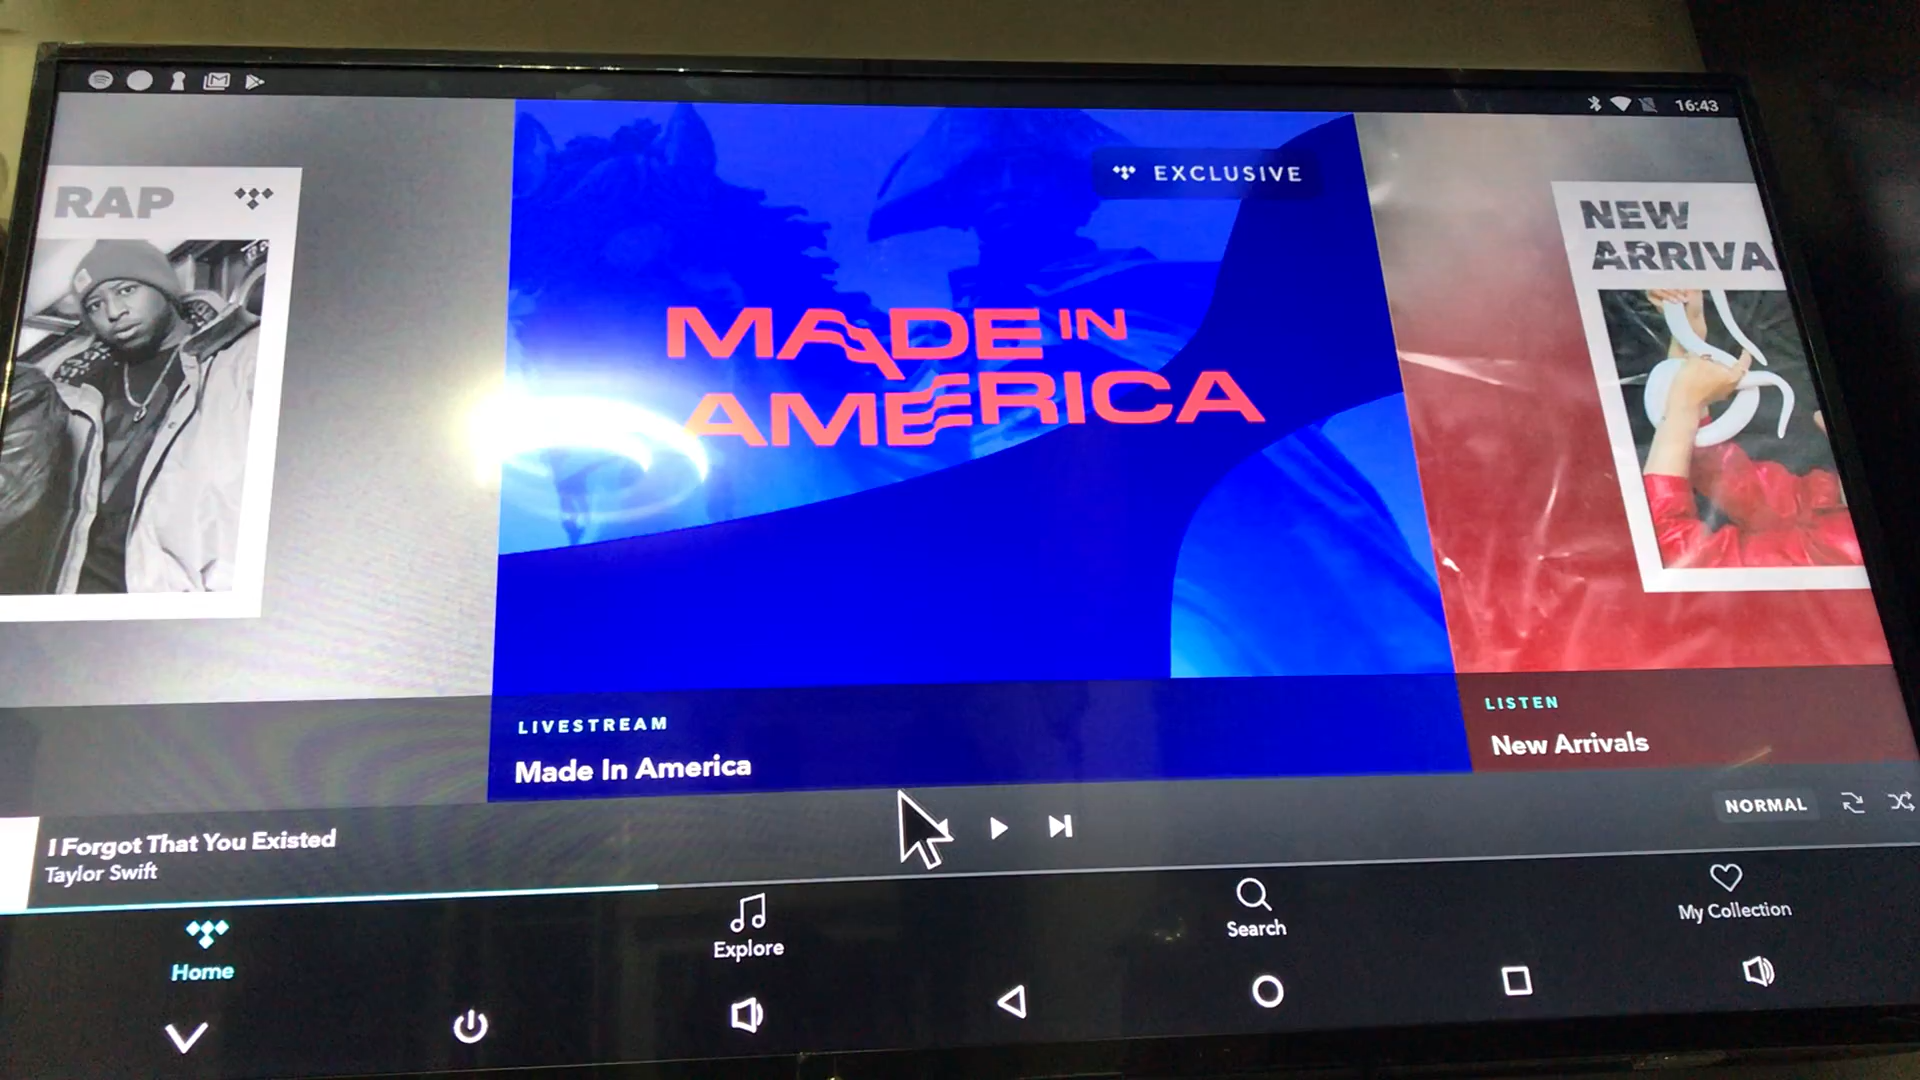 16:43
RAP
EXCLUSIVE
NEW
ARRIVA
MADE IN
AMERICA
LIVESTREAM
Made In America
LISTEN
New Arrivals
NORMAL
I Forgot That You Existed
Taylor Swift
Home
Explore
Search
My Collection